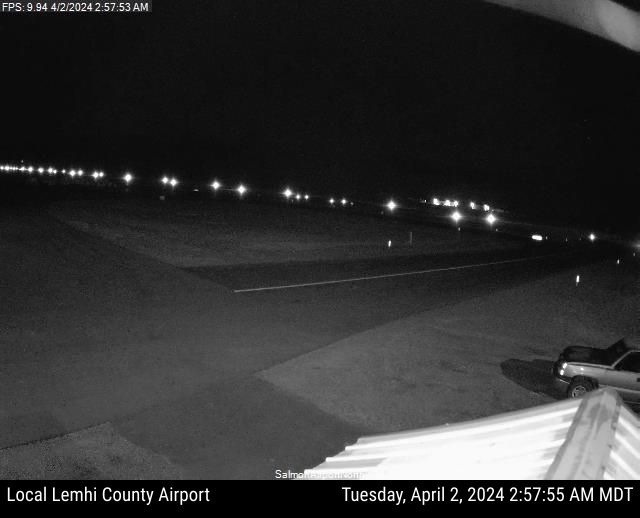 FPS: 9.94 4/2/2024 2:57:53 AM
Local Lemhi County Airport
Tuesday, April 2, 2024 2:57:55 AM MDT